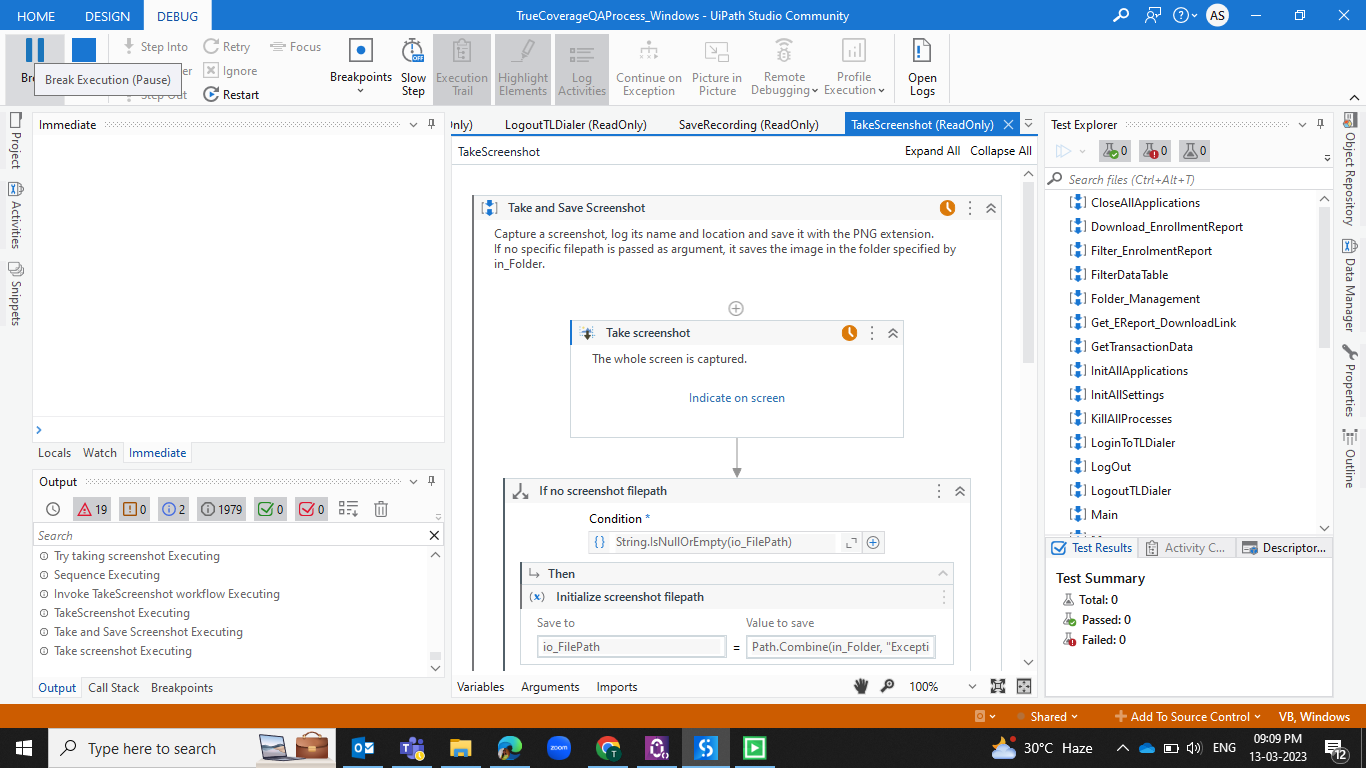 HOME DESIGN DEBUG TrueCoverageQAProcess_Windows - UiPath Studio Community AS
Step Into Retry Focus
Ignore
Step Out Restart
Break Execution (Pause)
Breakpoints
Slow Step
Execution Trail
Highlight Elements
Log Activities
Continue on Exception
Picture in Picture
Remote Debugging
Profile Execution
Open Logs
Project
Activities
Snippets
Immediate
Locals Watch Immediate
Output
19 0 2 1979 0 0
Search
Try taking screenshot Executing
Sequence Executing
Invoke TakeScreenshot workflow Executing
TakeScreenshot Executing
Take and Save Screenshot Executing
Take screenshot Executing
Output Call Stack Breakpoints
LogoutTLDialer (ReadOnly) SaveRecording (ReadOnly) TakeScreenshot (ReadOnly)
TakeScreenshot Expand All Collapse All
Take and Save Screenshot
Capture a screenshot, log its name and location and save it with the PNG extension.
If no specific filepath is passed as argument, it saves the image in the folder specified by
in_Folder.
Take screenshot
The whole screen is captured.
Indicate on screen
If no screenshot filepath
Condition *
String.IsNullOrEmpty(io_FilePath)
Then
(x) Initialize screenshot filepath
Save to Value to save
io_FilePath = Path.Combine(in_Folder, "Excepti
Variables Arguments Imports 100%
Test Explorer
0 0 0
Search files (Ctrl+Alt+T)
CloseAllApplications
Download_EnrollmentReport
Filter_EnrolmentReport
FilterDataTable
Folder_Management
Get_EReport_DownloadLink
GetTransactionData
InitAllApplications
InitAllSettings
KillAllProcesses
LoginToTLDialer
LogOut
LogoutTLDialer
Main
Test Results Activity C... Descriptor...
Test Summary
Total: 0
Passed: 0
Failed: 0
Object Repository
Data Manager
Properties
Outline
Shared Add To Source Control VB, Windows
Type here to search
zoom
30°C Haze ENG
09:09 PM
13-03-2023
12